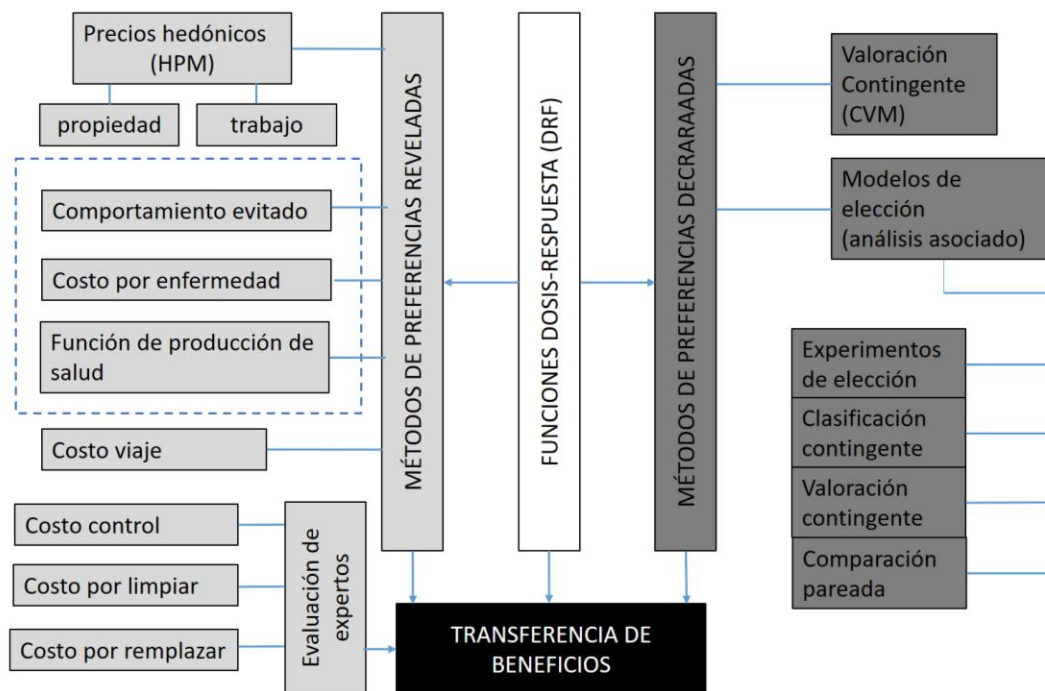 Precios hedónicos
(HPM)
propiedad
trabajo
Comportamiento evitado
Costo por enfermedad
Función de producción de
salud
Costo viaje
Costo control
Costo por limpiar
Costo por remplazar
Evaluación de
expertos
MÉTODOS DE PREFERENCIAS REVELADAS
FUNCIONES DOSIS-RESPUESTA (DRF)
MÉTODOS DE PREFERENCIAS DECRARAADAS
Valoración
Contingente
(CVM)
Modelos de
elección
(análisis asociado)
Experimentos
de elección
Clasificación
contingente
Valoración
contingente
Comparación
pareada
TRANSFERENCIA DE
BENEFICIOS